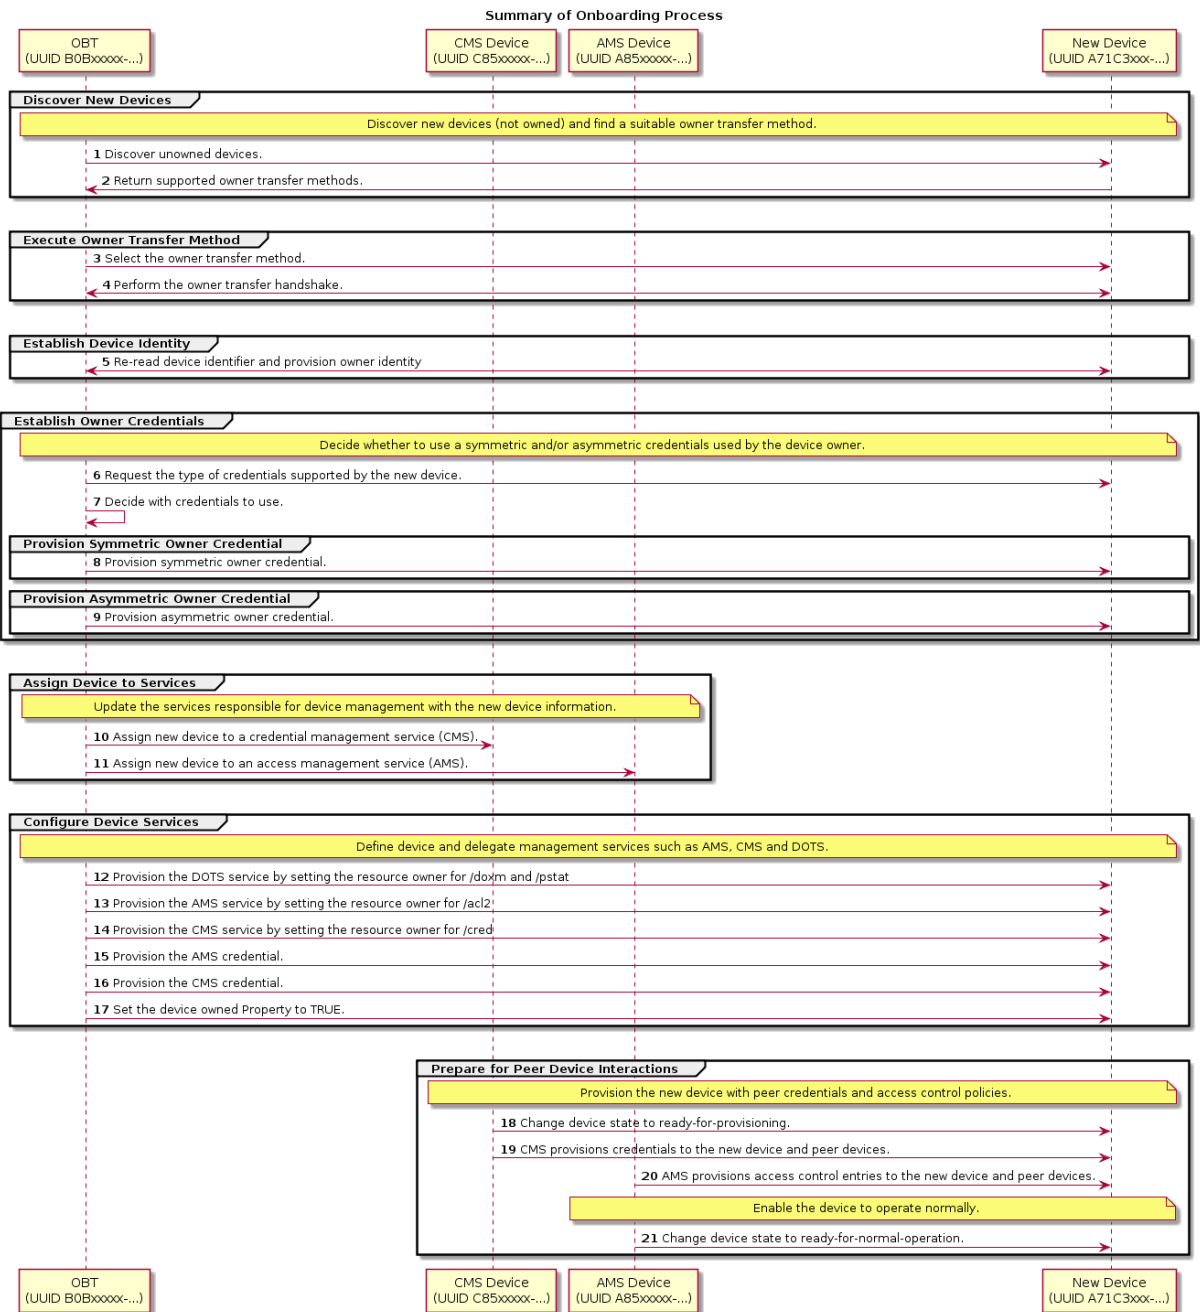 Summary of Onboarding Process
OBT
(UUID B0Bxxxxx-...)
CMS Device
(UUID C85xxxxx-...)
AMS Device
(UUID A85xxxxx-...)
New Device
(UUID A71C3xxx-...)
Discover New Devices
Discover new devices (not owned) and find a suitable owner transfer method.
1 Discover unowned devices.
2 Return supported owner transfer methods.
Execute Owner Transfer Method
3 Select the owner transfer method.
4 Perform the owner transfer handshake.
Establish Device Identity
5 Re-read device identifier and provision owner identity
Establish Owner Credentials
Decide whether to use a symmetric and/or asymmetric credentials used by the device owner.
6 Request the type of credentials supported by the new device.
7 Decide with credentials to use.
Provision Symmetric Owner Credential
8 Provision symmetric owner credential.
Provision Asymmetric Owner Credential
9 Provision asymmetric owner credential.
Assign Device to Services
Update the services responsible for device management with the new device information.
10 Assign new device to a credential management service (CMS).
11 Assign new device to an access management service (AMS).
Configure Device Services
Define device and delegate management services such as AMS, CMS and DOTS.
12 Provision the DOTS service by setting the resource owner for /doxm and /pstat
13 Provision the AMS service by setting the resource owner for /acl2
14 Provision the CMS service by setting the resource owner for /cred
15 Provision the AMS credential.
16 Provision the CMS credential.
17 Set the device owned Property to TRUE.
Prepare for Peer Device Interactions
Provision the new device with peer credentials and access control policies.
18 Change device state to ready-for-provisioning.
19 CMS provisions credentials to the new device and peer devices.
20 AMS provisions access control entries to the new device and peer devices.
Enable the device to operate normally.
21 Change device state to ready-for-normal-operation.
OBT
(UUID B0Bxxxxx-...)
CMS Device
(UUID C85xxxxx-...)
AMS Device
(UUID A85xxxxx-...)
New Device
(UUID A71C3xxx-...)